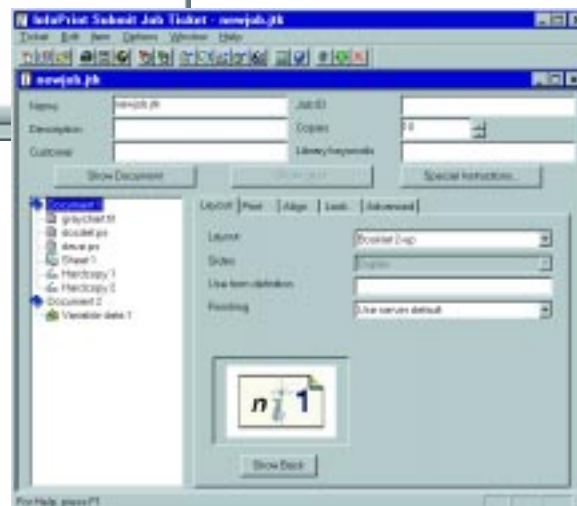 InfoPrint Submit Job Ticket - newjob.jtk
Ticket Edit Item Options Window Help
newjob.jtk
Name newjob.jtk Job ID
Description Copies
Customer Library keywords
Show Document Special Instructions...
Document 1
graychart.tif
Sheet 1
Hardcopy 1
Hardcopy 2
Document 2
Variable data 1
Layout Print Align Look Advanced
Layout Booklet 2-up
Sides Duplex
Use form definition
Finishing Use server default
n i 1
Show Back
For Help, press F1